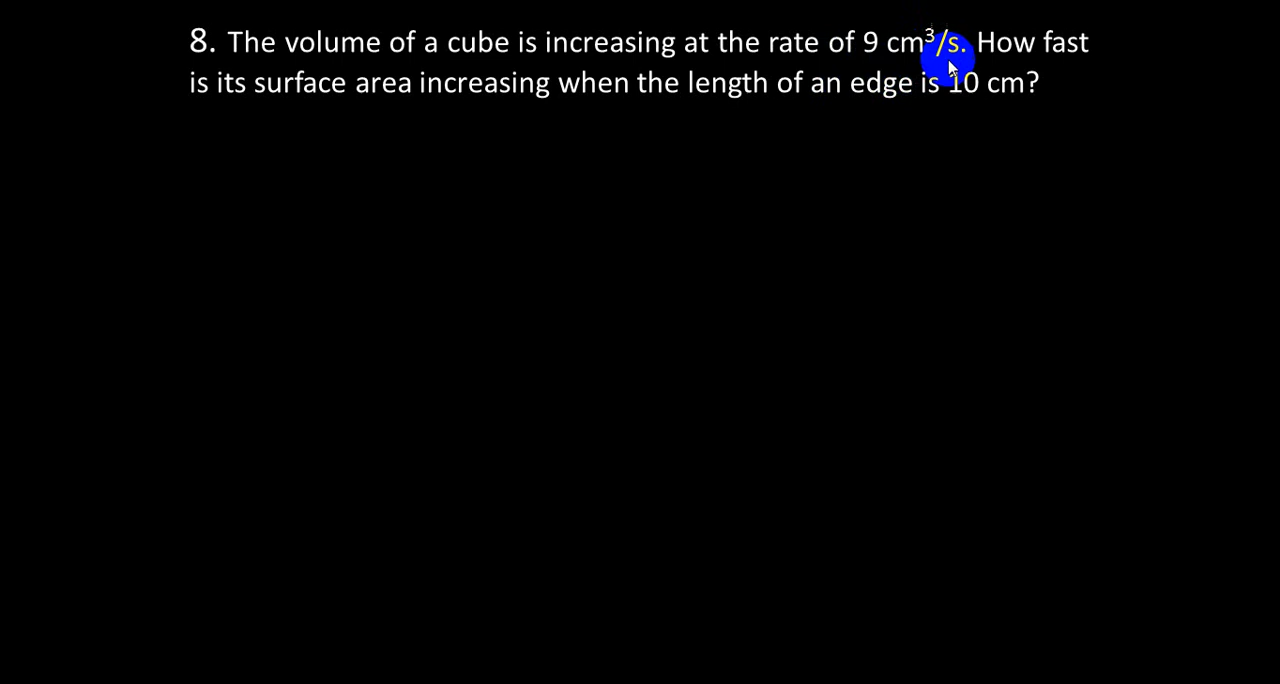 8. The volume of a cube is increasing at the rate of 9 cm³/s. How fast
is its surface area increasing when the length of an edge is 10 cm?